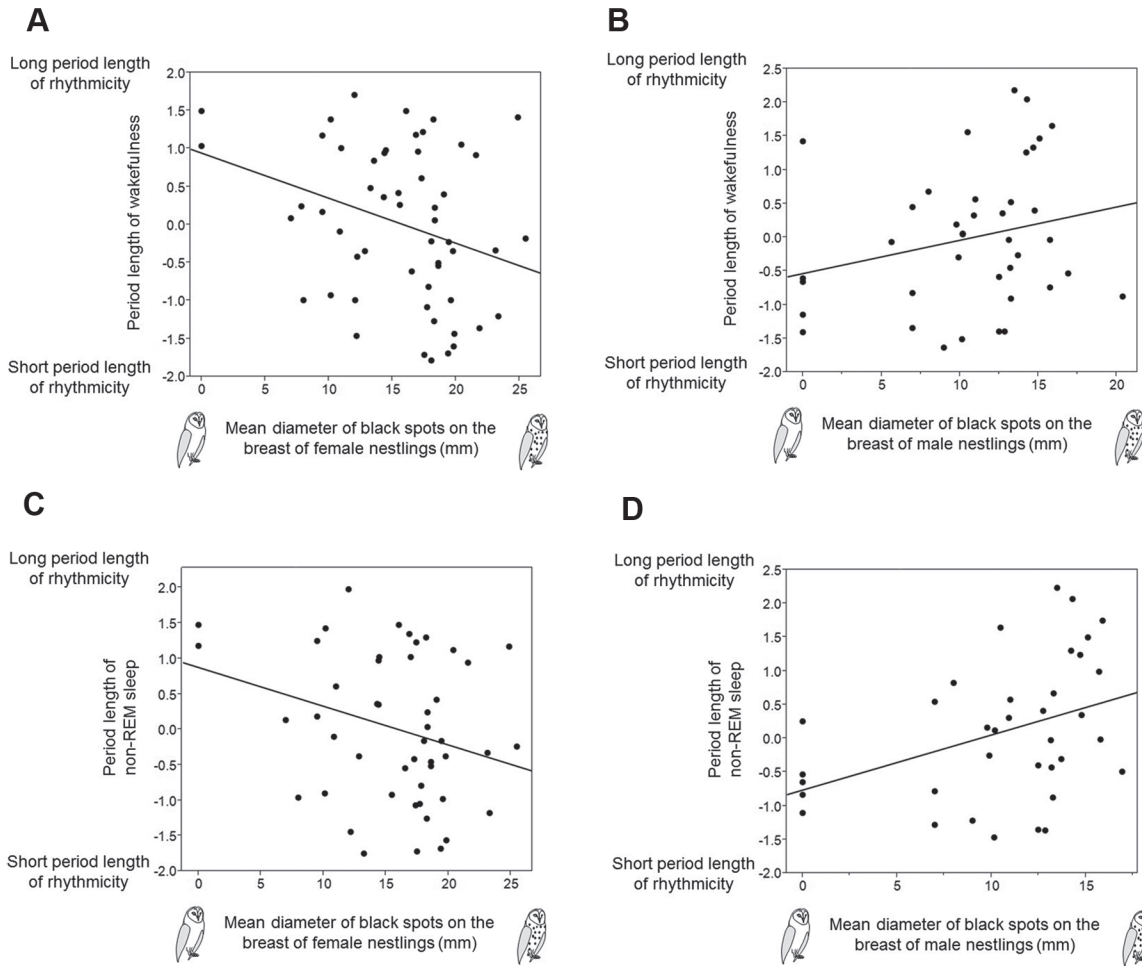 A
Long period length
of rhythmicity
Period length of wakefulness
2.0
1.5
1.0
0.5
0.0
-0.5
-1.0
-1.5
-2.0
Short period length
of rhythmicity
0 5 10 15 20 25
Mean diameter of black spots on the
breast of female nestlings (mm)
B
Long period length
of rhythmicity
Period length of wakefulness
2.5
2.0
1.5
1.0
0.5
0.0
-0.5
-1.0
-1.5
-2.0
Short period length
of rhythmicity
0 5 10 15 20
Mean diameter of black spots on the
breast of male nestlings (mm)
C
Long period length
of rhythmicity
Period length of
non-REM sleep
2.0
1.5
1.0
0.5
0.0
-0.5
-1.0
-1.5
-2.0
Short period length
of rhythmicity
0 5 10 15 20 25
Mean diameter of black spots on the
breast of female nestlings (mm)
D
Long period length
of rhythmicity
Period length of
non-REM sleep
2.5
2.0
1.5
1.0
0.5
0.0
-0.5
-1.0
-1.5
-2.0
Short period length
of rhythmicity
0 5 10 15
Mean diameter of black spots on the
breast of male nestlings (mm)